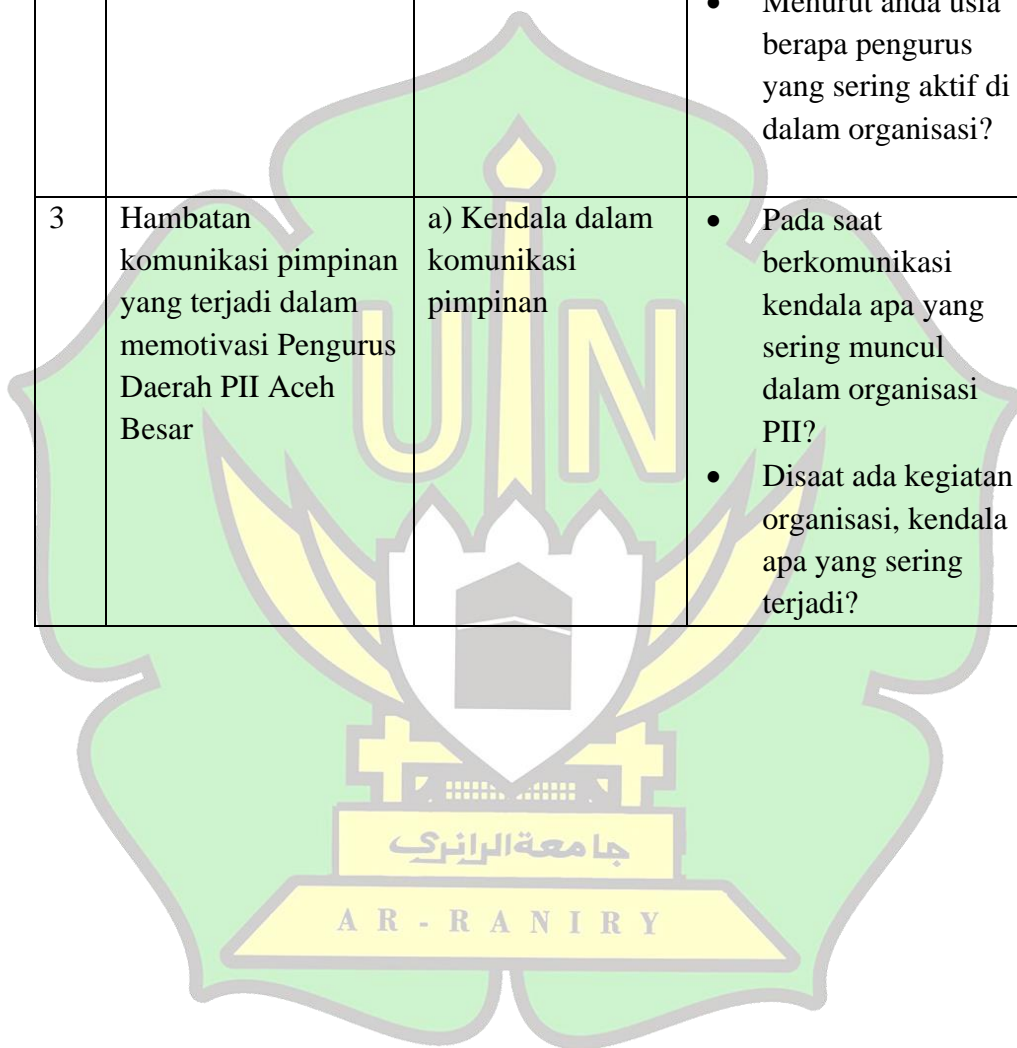 • Menurut anda usia
berapa pengurus
yang sering aktif di
dalam organisasi?
3
Hambatan
komunikasi pimpinan
yang terjadi dalam
memotivasi Pengurus
Daerah PII Aceh
Besar
a) Kendala dalam
komunikasi
pimpinan
• Pada saat
berkomunikasi
kendala apa yang
sering muncul
dalam organisasi
PII?
• Disaat ada kegiatan
organisasi, kendala
apa yang sering
terjadi?
UIN
جامعة الرانري
AR-RANIRY